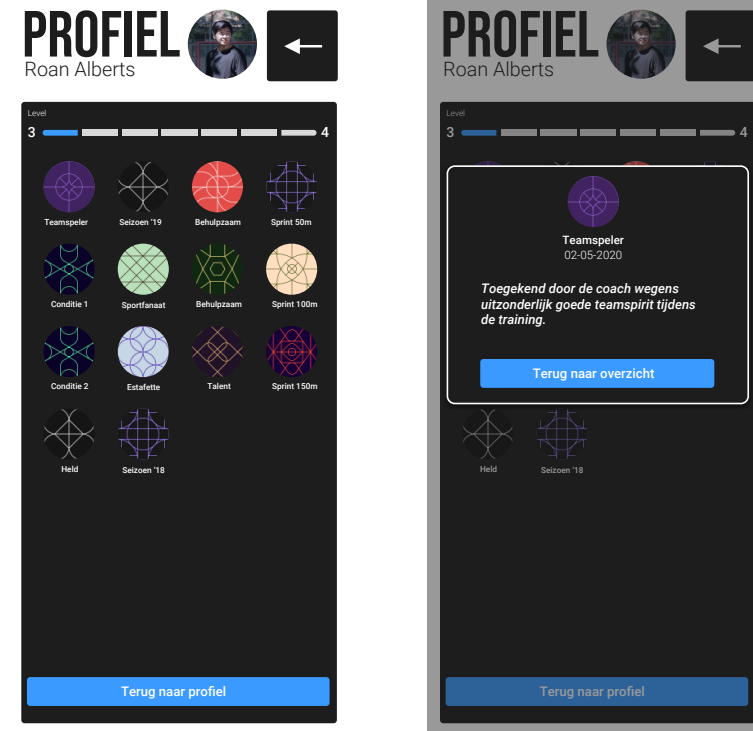 PROFIEL
Roan Alberts
Level
3 4
Teamspeler Seizoen '19 Behulpzaam Sprint 50m
Conditie 1 Sportfanaat Behulpzaam Sprint 100m
Conditie 2 Estafette Talent Sprint 150m
Held Seizoen '18
Terug naar profiel
PROFIEL
Roan Alberts
Level
3 4
Teamspeler
02-05-2020
Toegekend door de coach wegens
uitzonderlijk goede teamspirit tijdens
de training.
Terug naar overzicht
Held Seizoen '18
Terug naar profiel